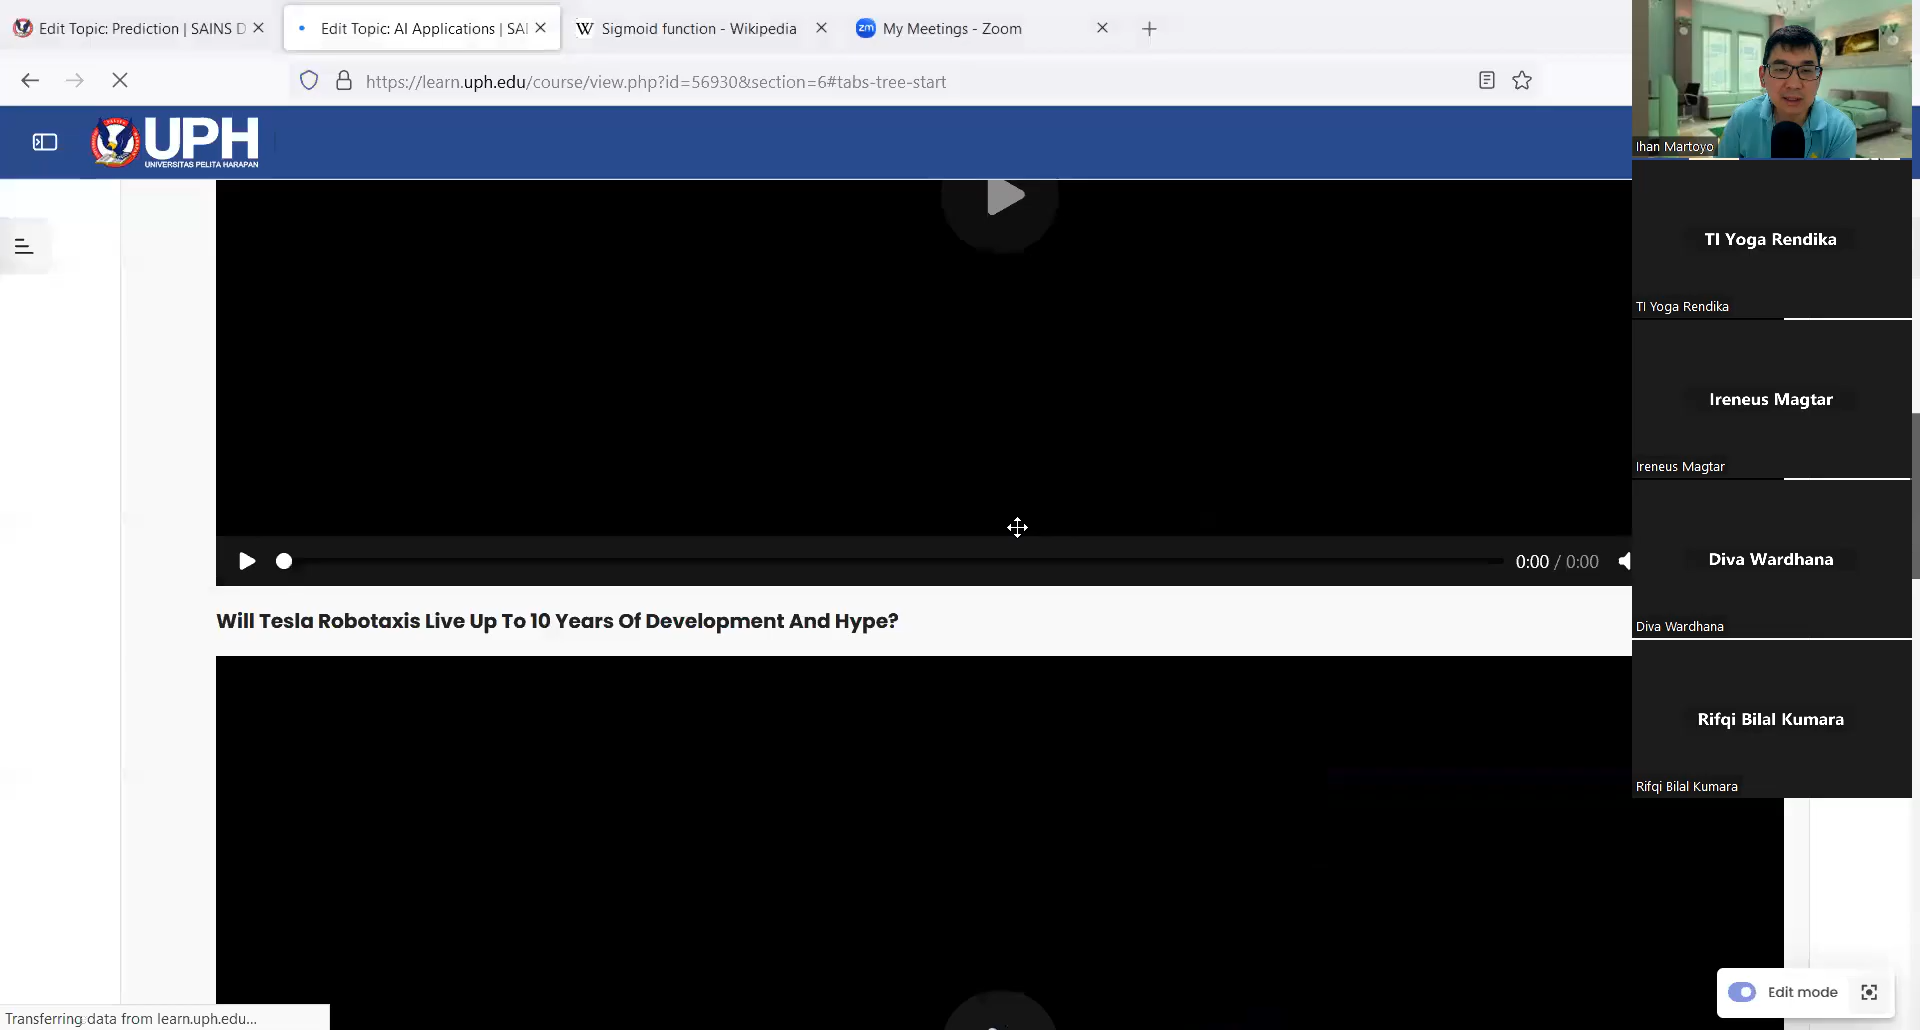 Edit Topic: Prediction | SAINS D
Edit Topic: AI Applications | SAI
W Sigmoid function - Wikipedia
zm My Meetings - Zoom
https://learn.uph.edu/course/view.php?id=56930&section=6#tabs-tree-start
UPH
UNIVERSITAS PELITA HARAPAN
Ihan Martoyo
TI Yoga Rendika
TI Yoga Rendika
Ireneus Magtar
Ireneus Magtar
Diva Wardhana
0:00 / 0:00
Will Tesla Robotaxis Live Up To 10 Years Of Development And Hype?
Diva Wardhana
Rifqi Bilal Kumara
Rifqi Bilal Kumara
Edit mode
Transferring data from learn.uph.edu...